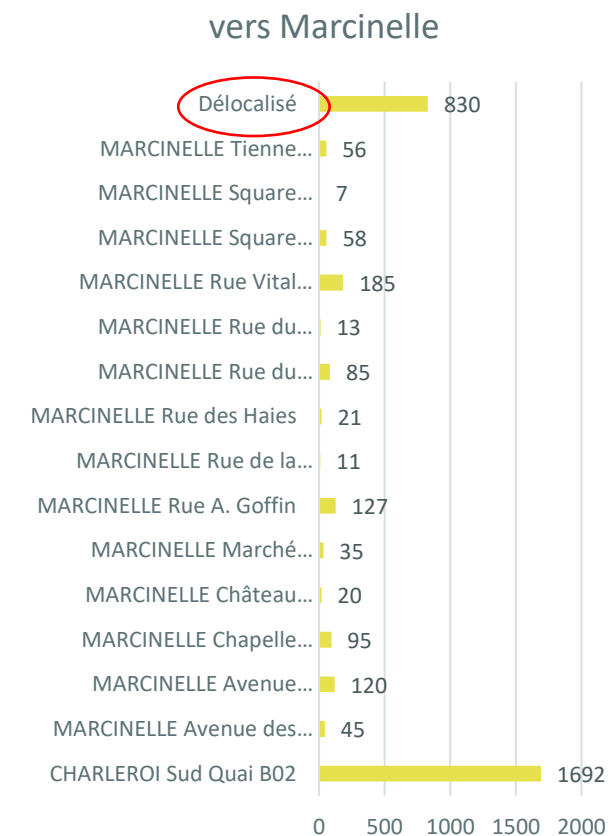 vers Marcinelle
Délocalisé 830
MARCINELLE Tienne... 56
MARCINELLE Square... 7
MARCINELLE Square... 58
MARCINELLE Rue Vital... 185
MARCINELLE Rue du... 13
MARCINELLE Rue du... 85
MARCINELLE Rue des Haies 21
MARCINELLE Rue de la... 11
MARCINELLE Rue A. Goffin 127
MARCINELLE Marché... 35
MARCINELLE Château... 20
MARCINELLE Chapelle... 95
MARCINELLE Avenue... 120
MARCINELLE Avenue des... 45
CHARLEROI Sud Quai B02 1692
0 500 1000 1500 2000